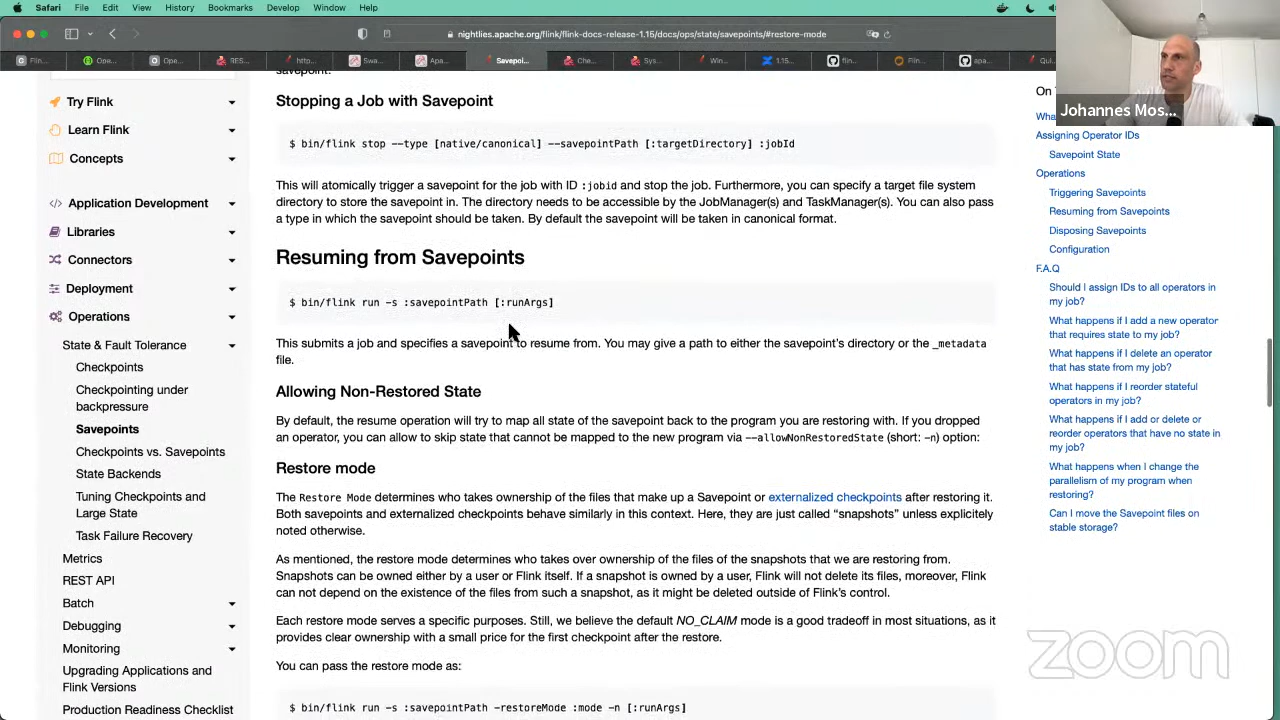 Safari File Edit View History Bookmarks Develop Window Help
nightlies.apache.org/flink/flink-docs-release-1.15/docs/ops/state/savepoints/#restore-mode
Flin... Ope... Ope... RES... http... Swa... Apa... Savepoi... Che... Sys... Win... 1.15... flin... Flin... apa... Qui
savepoint.
Try Flink
Learn Flink
Concepts
Application Development
Libraries
Connectors
Deployment
Operations
State & Fault Tolerance
Checkpoints
Checkpointing under
backpressure
Savepoints
Checkpoints vs. Savepoints
State Backends
Tuning Checkpoints and
Large State
Task Failure Recovery
Metrics
REST API
Batch
Debugging
Monitoring
Upgrading Applications and
Flink Versions
Production Readiness Checklist
Stopping a Job with Savepoint
$ bin/flink stop --type [native/canonical] --savepointPath [:targetDirectory] :jobId
This will atomically trigger a savepoint for the job with ID :jobid and stop the job. Furthermore, you can specify a target file system
directory to store the savepoint in. The directory needs to be accessible by the JobManager(s) and TaskManager(s). You can also pass
a type in which the savepoint should be taken. By default the savepoint will be taken in canonical format.
Resuming from Savepoints
$ bin/flink run -s :savepointPath [:runArgs]
This submits a job and specifies a savepoint to resume from. You may give a path to either the savepoint's directory or the _metadata
file.
Allowing Non-Restored State
By default, the resume operation will try to map all state of the savepoint back to the program you are restoring with. If you dropped
an operator, you can allow to skip state that cannot be mapped to the new program via --allowNonRestoredState (short: -n) option:
Restore mode
The Restore Mode determines who takes ownership of the files that make up a Savepoint or externalized checkpoints after restoring it.
Both savepoints and externalized checkpoints behave similarly in this context. Here, they are just called “snapshots” unless explicitly
noted otherwise.
As mentioned, the restore mode determines who takes over ownership of the files of the snapshots that we are restoring from.
Snapshots can be owned either by a user or Flink itself. If a snapshot is owned by a user, Flink will not delete its files, moreover, Flink
can not depend on the existence of the files from such a snapshot, as it might be deleted outside of Flink's control.
Each restore mode serves a specific purposes. Still, we believe the default NO_CLAIM mode is a good tradeoff in most situations, as it
provides clear ownership with a small price for the first checkpoint after the restore.
You can pass the restore mode as:
$ bin/flink run -s :savepointPath -restoreMode :mode -n [:runArgs]
Johannes Mos...
On
Wha
Assigning Operator IDs
Savepoint State
Operations
Triggering Savepoints
Resuming from Savepoints
Disposing Savepoints
Configuration
F.A.Q
Should I assign IDs to all operators in
my job?
What happens if I add a new operator
that requires state to my job?
What happens if I delete an operator
that has state from my job?
What happens if I reorder stateful
operators in my job?
What happens if I add or delete or
reorder operators that have no state in
my job?
What happens when I change the
parallelism of my program when
restoring?
Can I move the Savepoint files on
stable storage?
zoom